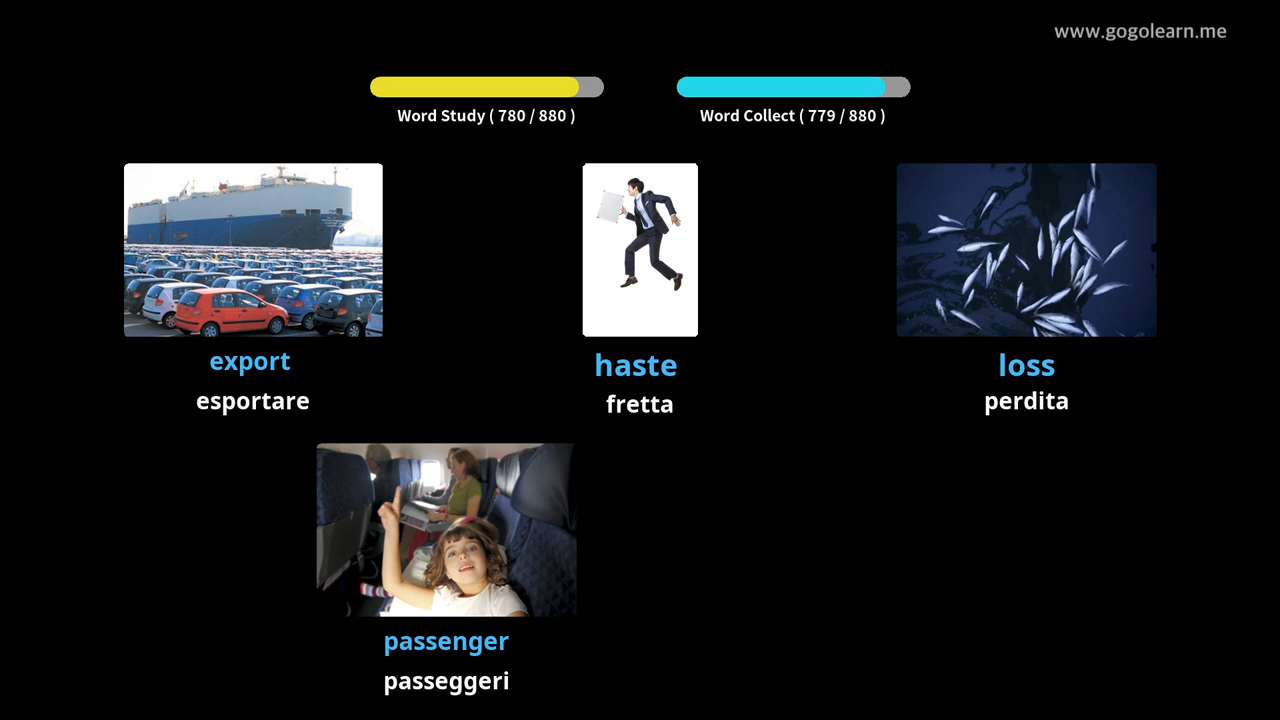 www.gogolearn.me
Word Study ( 780 / 880 )
Word Collect ( 779 / 880 )
export
esportare
haste
fretta
loss
perdita
passenger
passeggeri